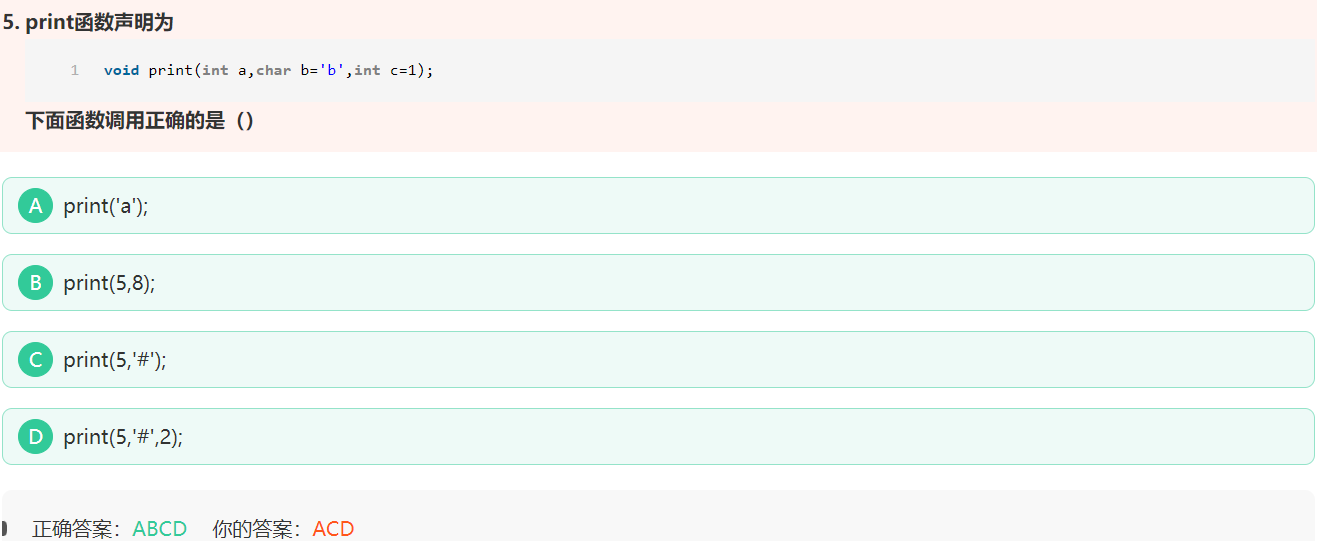 5. print函数声明为
1 void print(int a,char b='b',int c=1);
下面函数调用正确的是（）
A print('a');
B print(5,8);
C print(5,'#');
D print(5,'#',2);
正确答案：ABCD 你的答案：ACD